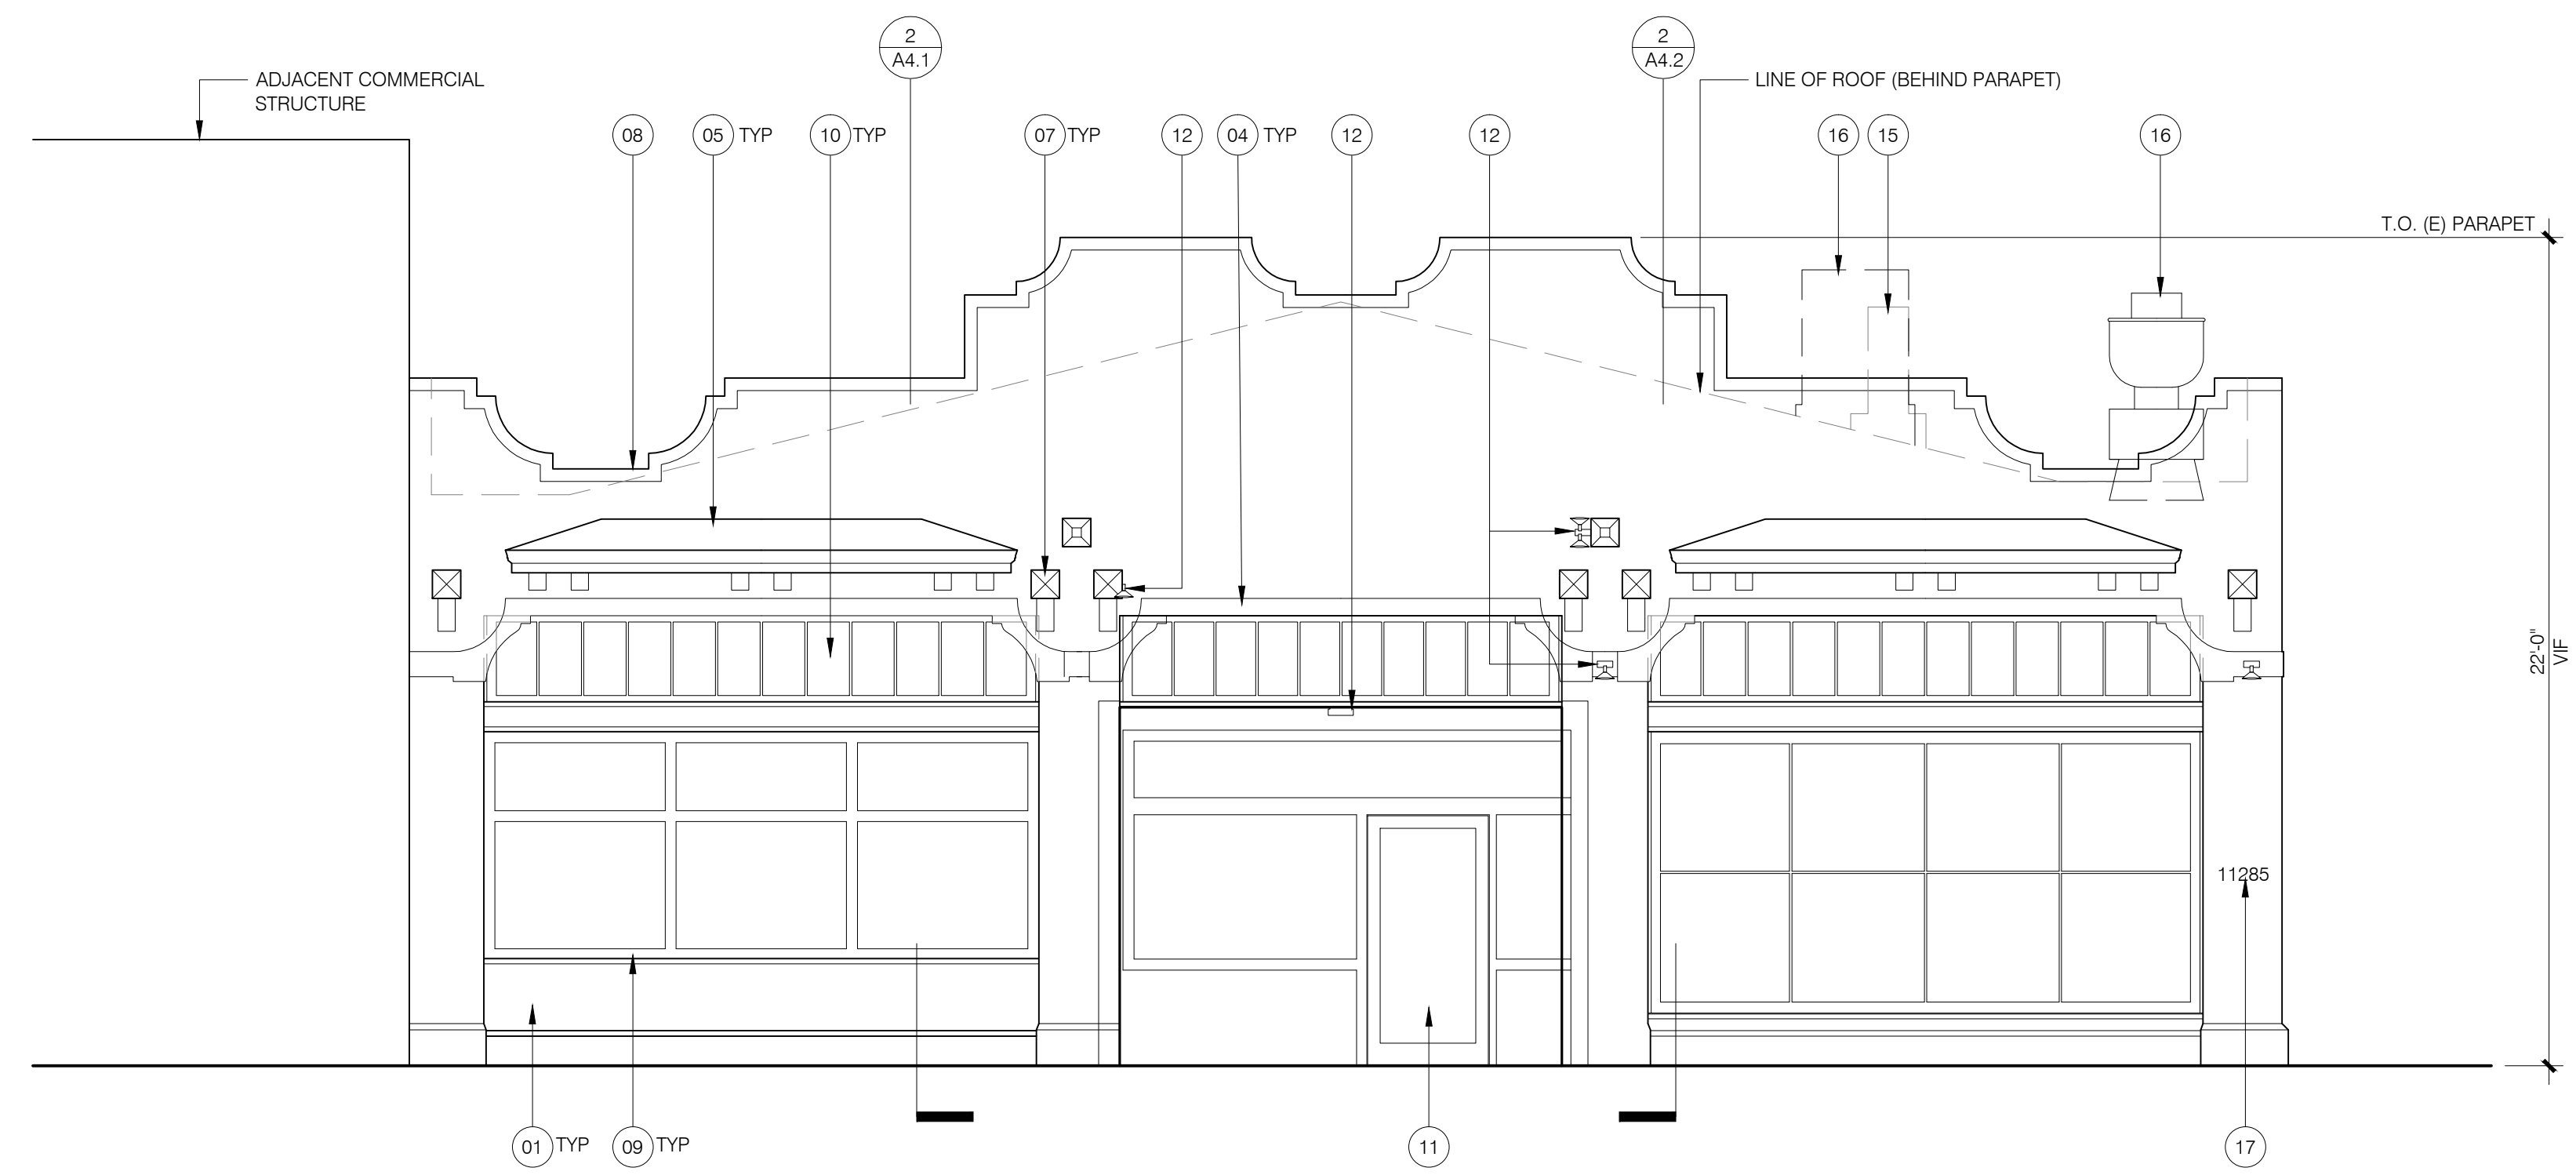 2
A4.1
2
A4.2
ADJACENT COMMERCIAL
STRUCTURE
LINE OF ROOF (BEHIND PARAPET)
08
05 TYP
10 TYP
07 TYP
12
04 TYP
12
12
16
15
16
T.O. (E) PARAPET
22'-0"
VIF
11285
01 TYP
09 TYP
11
17